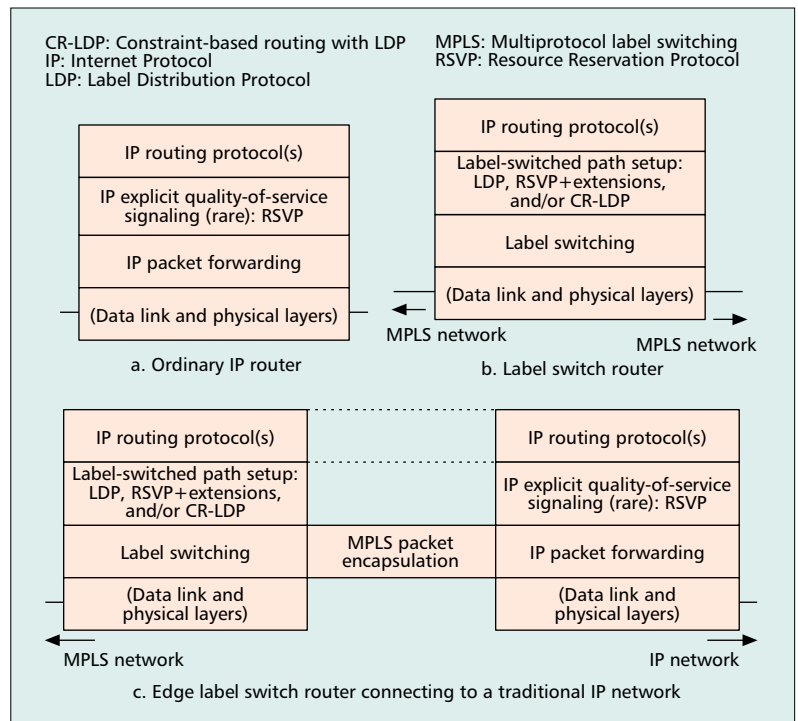 CR-LDP: Constraint-based routing with LDP
IP: Internet Protocol
LDP: Label Distribution Protocol
MPLS: Multiprotocol label switching
RSVP: Resource Reservation Protocol
IP routing protocol(s)
IP explicit quality-of-service
signaling (rare): RSVP
IP packet forwarding
(Data link and physical layers)
a. Ordinary IP router
IP routing protocol(s)
Label-switched path setup:
LDP, RSVP+extensions,
and/or CR-LDP
Label switching
(Data link and physical layers)
MPLS network
MPLS network
b. Label switch router
IP routing protocol(s)
Label-switched path setup:
LDP, RSVP+extensions,
and/or CR-LDP
Label switching
(Data link and
physical layers)
MPLS network
MPLS packet
encapsulation
IP routing protocol(s)
IP explicit quality-of-service
signaling (rare): RSVP
IP packet forwarding
(Data link and
physical layers)
IP network
c. Edge label switch router connecting to a traditional IP network